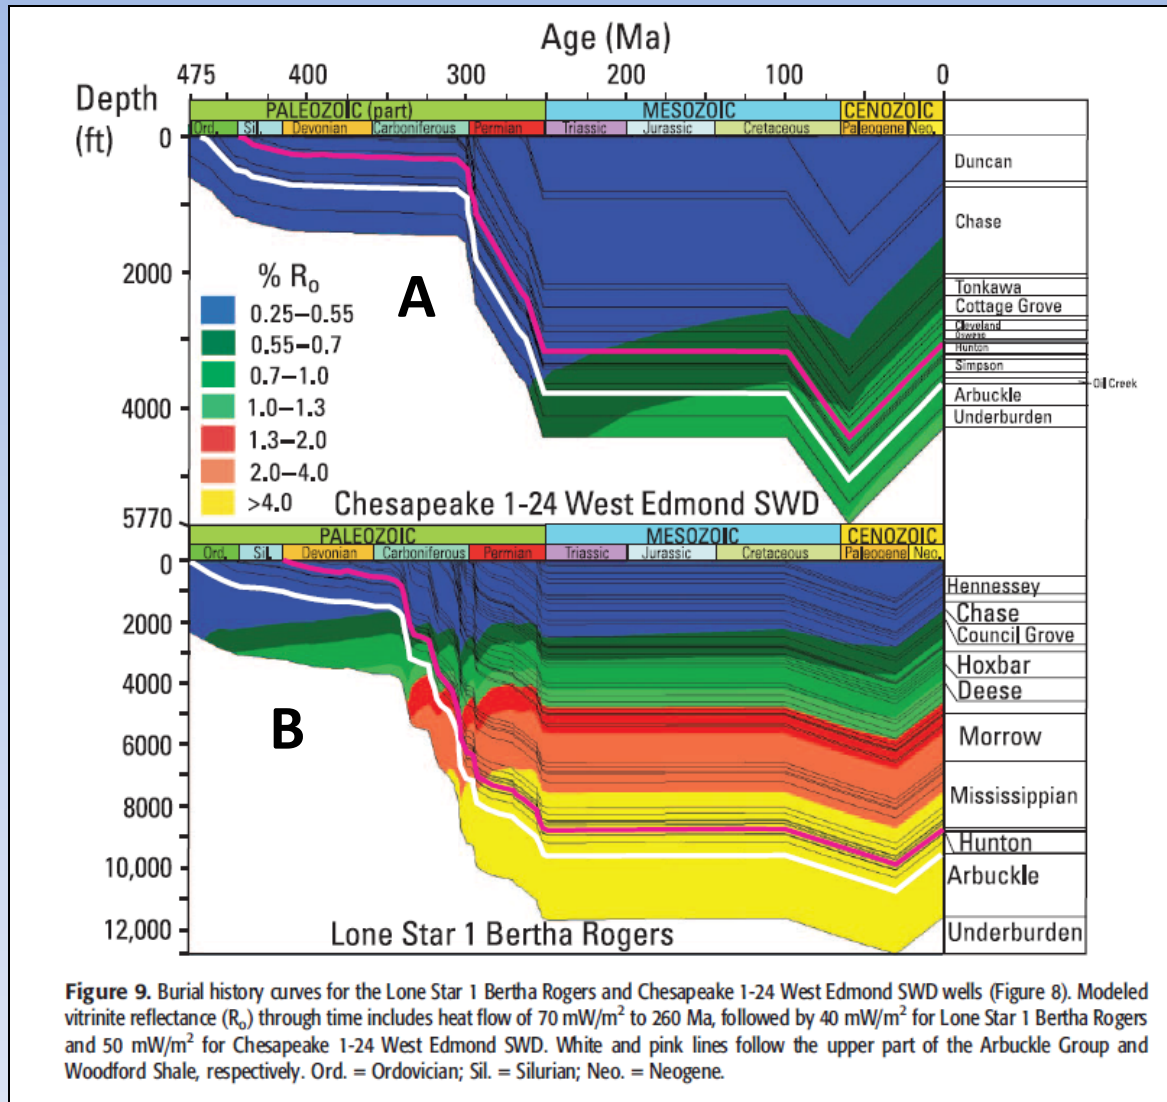 Age (Ma)
475 400 300 200 100 0
Depth
(ft)
PALEOZOIC (part) MESOZOIC CENOZOIC
Ord. Sil. Devonian Carboniferous Permian Triassic Jurassic Cretaceous Paleogene Neo.
0
2000
4000
5770
% Ro
0.25–0.55
0.55–0.7
0.7–1.0
1.0–1.3
1.3–2.0
2.0–4.0
>4.0
A
Chesapeake 1-24 West Edmond SWD
Duncan
Chase
Tonkawa
Cottage Grove
Cleveland
Oswego
Hunton
Simpson
Oil Creek
Arbuckle
Underburden
PALEOZOIC MESOZOIC CENOZOIC
Ord. Sil. Devonian Carboniferous Permian Triassic Jurassic Cretaceous Paleogene Neo.
0
2000
4000
6000
8000
10,000
12,000
B
Lone Star 1 Bertha Rogers
Hennessey
Chase
Council Grove
Hoxbar
Deese
Morrow
Mississippian
Hunton
Arbuckle
Underburden
Figure 9. Burial history curves for the Lone Star 1 Bertha Rogers and Chesapeake 1-24 West Edmond SWD wells (Figure 8). Modeled
vitrinite reflectance (Ro) through time includes heat flow of 70 mW/m² to 260 Ma, followed by 40 mW/m² for Lone Star 1 Bertha Rogers
and 50 mW/m² for Chesapeake 1-24 West Edmond SWD. White and pink lines follow the upper part of the Arbuckle Group and
Woodford Shale, respectively. Ord. = Ordovician; Sil. = Silurian; Neo. = Neogene.